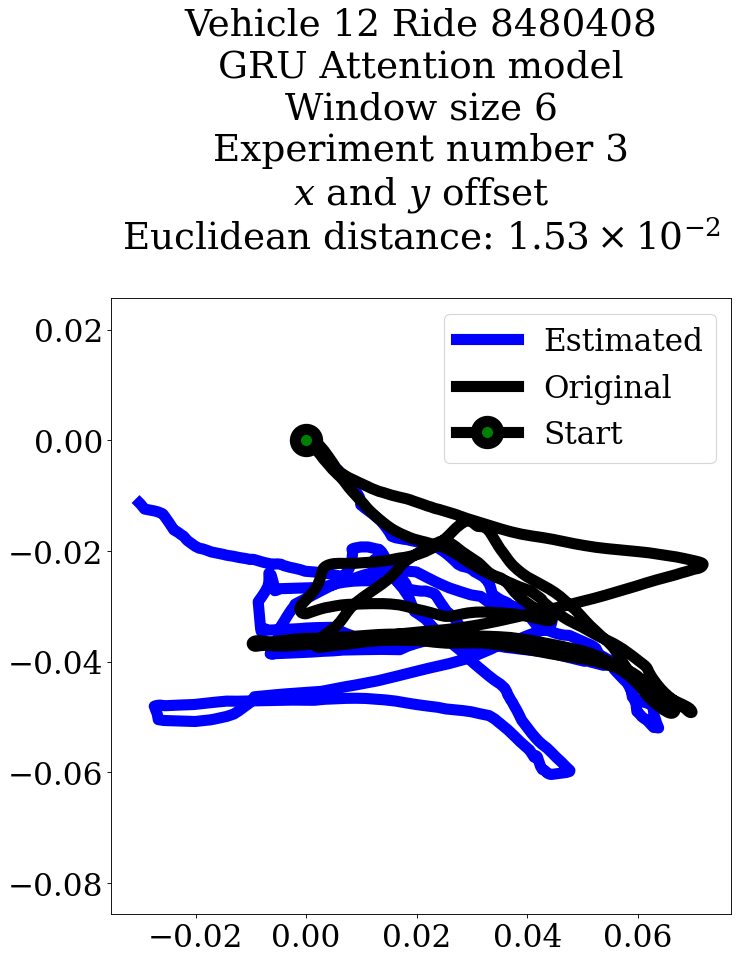 Vehicle 12 Ride 8480408
GRU Attention model
Window size 6
Experiment number 3
x and y offset
Euclidean distance: 1.53 × 10⁻²
Estimated
Original
Start
0.02
0.00
−0.02
−0.04
−0.06
−0.08
−0.02 0.00 0.02 0.04 0.06